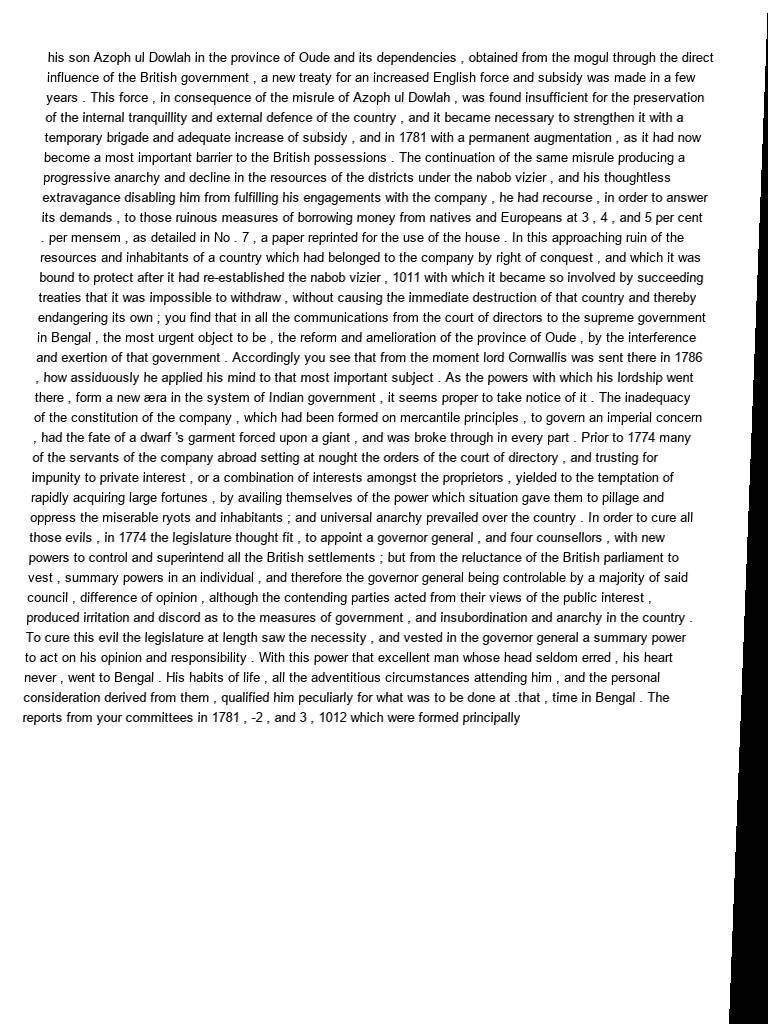 his son Azoph ul Dowlah in the province of Oude and its dependencies , obtained from the mogul through the direct
influence of the British government , a new treaty for an increased English force and subsidy was made in a few
years . This force , in consequence of the misrule of Azoph ul Dowlah , was found insufficient for the preservation
of the internal tranquillity and external defence of the country , and it became necessary to strengthen it with a
temporary brigade and adequate increase of subsidy , and in 1781 with a permanent augmentation , as it had now
become a most important barrier to the British possessions . The continuation of the same misrule producing a
progressive anarchy and decline in the resources of the districts under the nabob vizier , and his thoughtless
extravagance disabling him from fulfilling his engagements with the company , he had recourse , in order to answer
its demands , to those ruinous measures of borrowing money from natives and Europeans at 3 , 4 , and 5 per cent
. per mensem , as detailed in No . 7 , a paper reprinted for the use of the house . In this approaching ruin of the
resources and inhabitants of a country which had belonged to the company by right of conquest , and which it was
bound to protect after it had re-established the nabob vizier , 1011 with which it became so involved by succeeding
treaties that it was impossible to withdraw , without causing the immediate destruction of that country and thereby
endangering its own ; you find that in all the communications from the court of directors to the supreme government
in Bengal , the most urgent object to be , the reform and amelioration of the province of Oude , by the interference
and exertion of that government . Accordingly you see that from the moment lord Cornwallis was sent there in 1786
, how assiduously he applied his mind to that most important subject . As the powers with which his lordship went
there , form a new æra in the system of Indian government , it seems proper to take notice of it . The inadequacy
of the constitution of the company , which had been formed on mercantile principles , to govern an imperial concern
, had the fate of a dwarf 's garment forced upon a giant , and was broke through in every part . Prior to 1774 many
of the servants of the company abroad setting at nought the orders of the court of directory , and trusting for
impunity to private interest , or a combination of interests amongst the proprietors , yielded to the temptation of
rapidly acquiring large fortunes , by availing themselves of the power which situation gave them to pillage and
oppress the miserable ryots and inhabitants ; and universal anarchy prevailed over the country . In order to cure all
those evils , in 1774 the legislature thought fit , to appoint a governor general , and four counsellors , with new
powers to control and superintend all the British settlements ; but from the reluctance of the British parliament to
vest , summary powers in an individual , and therefore the governor general being controlable by a majority of said
council , difference of opinion , although the contending parties acted from their views of the public interest ,
produced irritation and discord as to the measures of government , and insubordination and anarchy in the country .
To cure this evil the legislature at length saw the necessity , and vested in the governor general a summary power
to act on his opinion and responsibility . With this power that excellent man whose head seldom erred , his heart
never , went to Bengal . His habits of life , all the adventitious circumstances attending him , and the personal
consideration derived from them , qualified him peculiarly for what was to be done at .that , time in Bengal . The
reports from your committees in 1781 , -2 , and 3 , 1012 which were formed principally